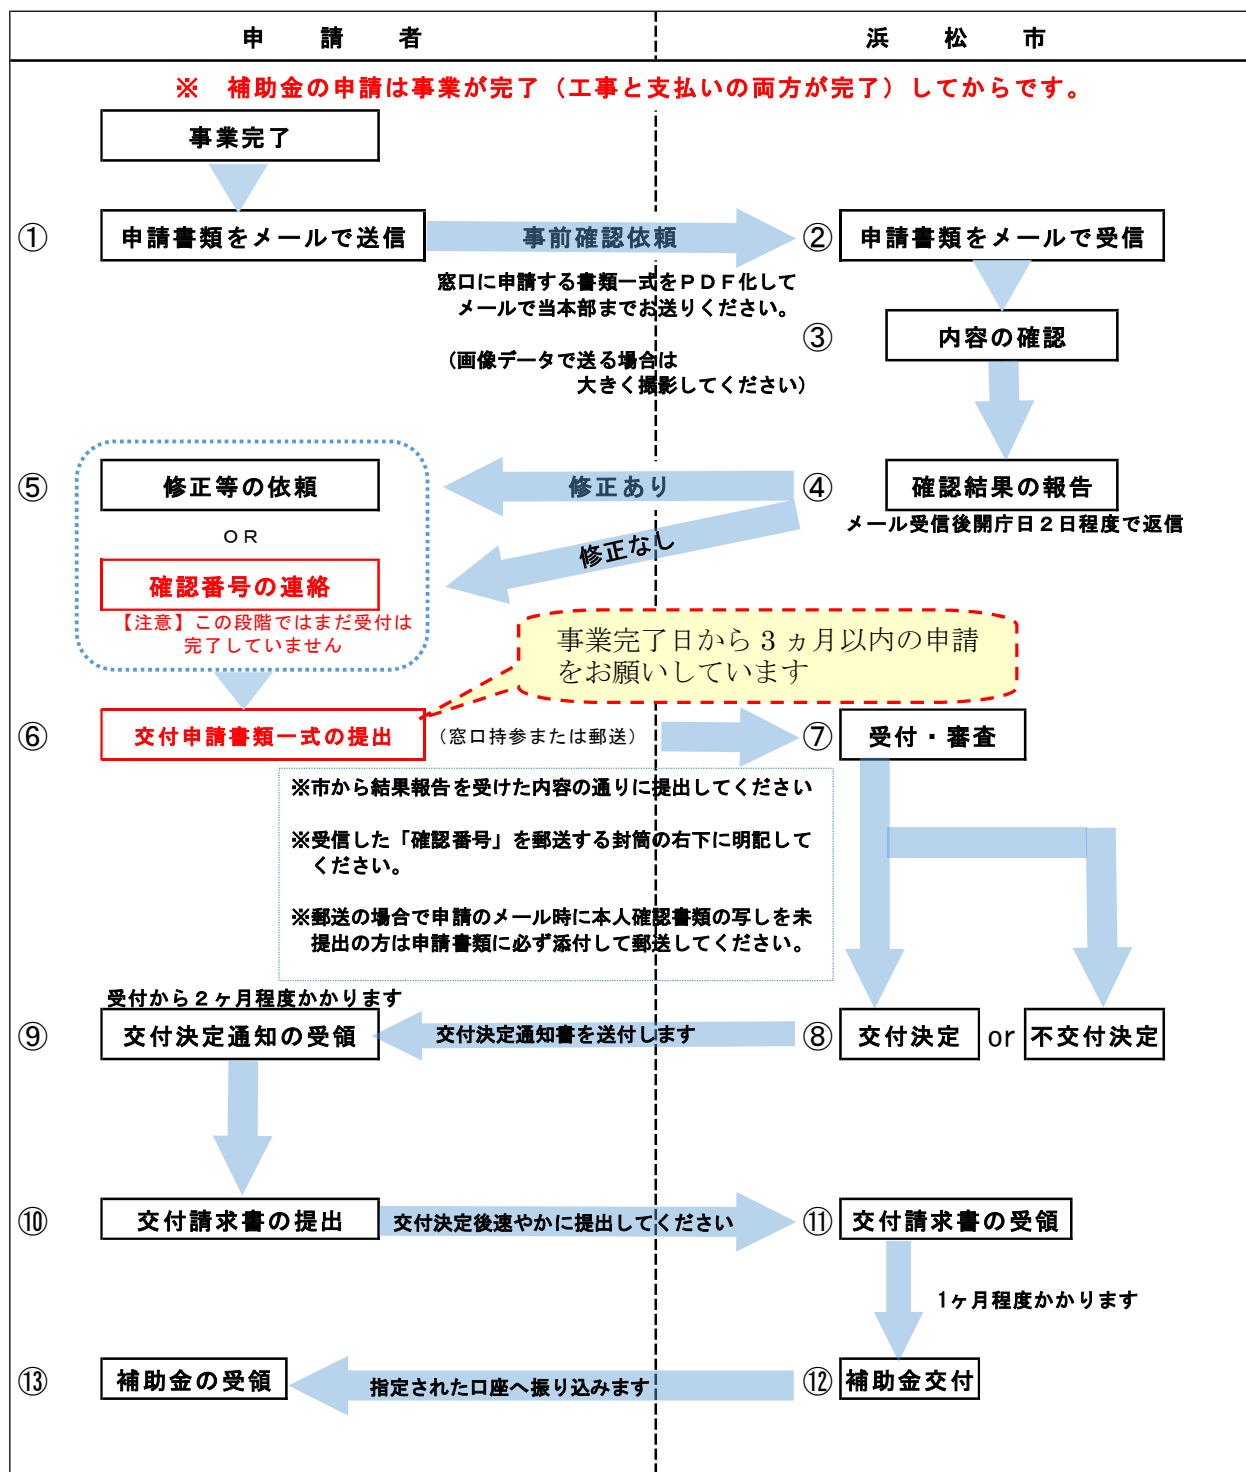 申　請　者
浜　松　市
※　補助金の申請は事業が完了（工事と支払いの両方が完了）してからです。
事業完了
①
申請書類をメールで送信
事前確認依頼
②
申請書類をメールで受信
窓口に申請する書類一式をＰＤＦ化して
メールで当本部までお送りください。
③
内容の確認
（画像データで送る場合は
大きく撮影してください）
⑤
修正等の依頼
修正あり
④
確認結果の報告
メール受信後開庁日２日程度で返信
ＯＲ
修正なし
確認番号の連絡
【注意】この段階ではまだ受付は
完了していません
事業完了日から３ヵ月以内の申請
をお願いしています
⑥
交付申請書類一式の提出
（窓口持参または郵送）
⑦
受付・審査
※市から結果報告を受けた内容の通りに提出してください
※受信した「確認番号」を郵送する封筒の右下に明記して
ください。
※郵送の場合で申請のメール時に本人確認書類の写しを未
提出の方は申請書類に必ず添付して郵送してください。
受付から２ヶ月程度かかります
⑨
交付決定通知の受領
交付決定通知書を送付します
⑧
交付決定
or
不交付決定
⑩
交付請求書の提出
交付決定後速やかに提出してください
⑪
交付請求書の受領
1ヶ月程度かかります
⑬
補助金の受領
指定された口座へ振り込みます
⑫
補助金交付